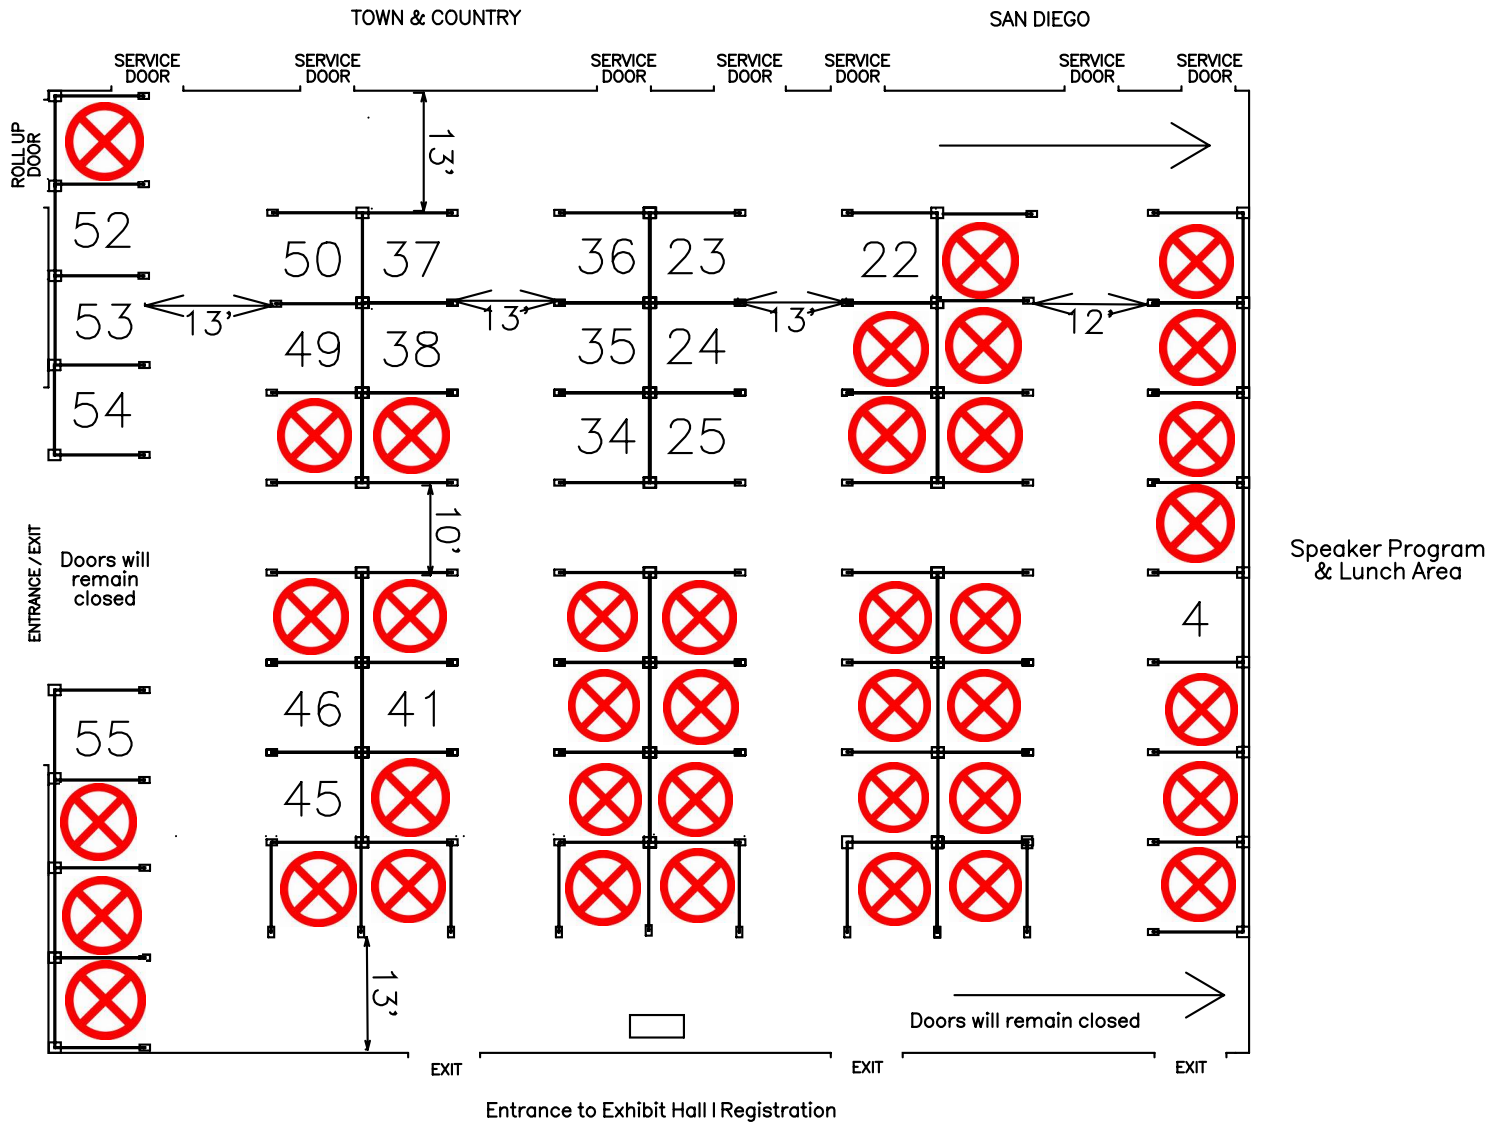 TOWN & COUNTRY
SAN DIEGO
SERVICE
DOOR
SERVICE
DOOR
SERVICE
DOOR
SERVICE
DOOR
SERVICE
DOOR
SERVICE
DOOR
SERVICE
DOOR
ROLL UP
DOOR
13'
52
50
37
36
23
22
53
13'
13'
13'
12'
49
38
35
24
54
34
25
10'
ENTRANCE / EXIT
Doors will
remain
closed
Speaker Program
& Lunch Area
4
46
41
55
45
13'
Doors will remain closed
EXIT
EXIT
EXIT
Entrance to Exhibit Hall | Registration